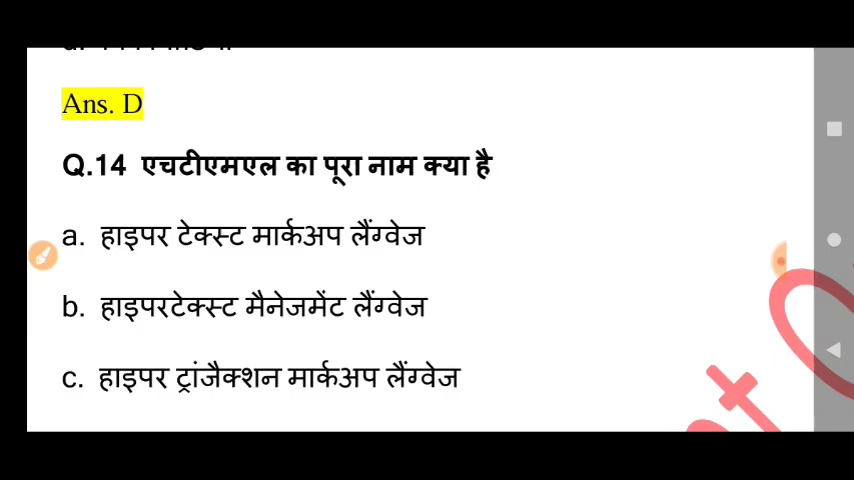 Ans. D
Q.14 एचटीएमएल का पूरा नाम क्या है
a. हाइपर टेक्स्ट मार्कअप लैंग्वेज
b. हाइपरटेक्स्ट मैनेजमेंट लैंग्वेज
c. हाइपर ट्रांजैक्शन मार्कअप लैंग्वेज